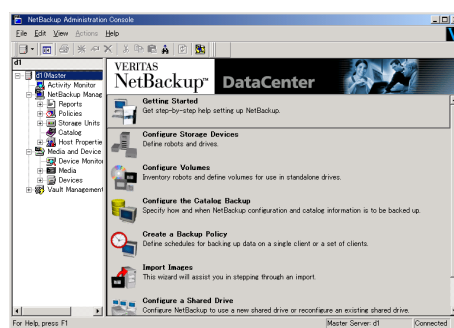 NetBackup Administration Console
File Edit View Actions Help
d1
d1(Master
Activity Monitor
NetBackup Manag
Reports
Policies
Storage Units
Catalog
Host Propertie
Media and Device
Device Monitor
Media
Devices
Vault Management
VERITAS
NetBackup™ DataCenter
Getting Started
Get step-by-step help setting up NetBackup.
Configure Storage Devices
Define robots and drives.
Configure Volumes
Inventory robots and define volumes for use in standalone drives.
Configure the Catalog Backup
Specify how and when NetBackup configuration and catalog information is to be backed up.
Create a Backup Policy
Define schedules for backing up data on a single client or a set of clients.
Import Images
This wizard will assist you in stepping through an import.
Configure a Shared Drive
Configure NetBackup to use a new shared drive or reconfigure an existing shared drive.
For Help, press F1
Master Server: d1
Connected